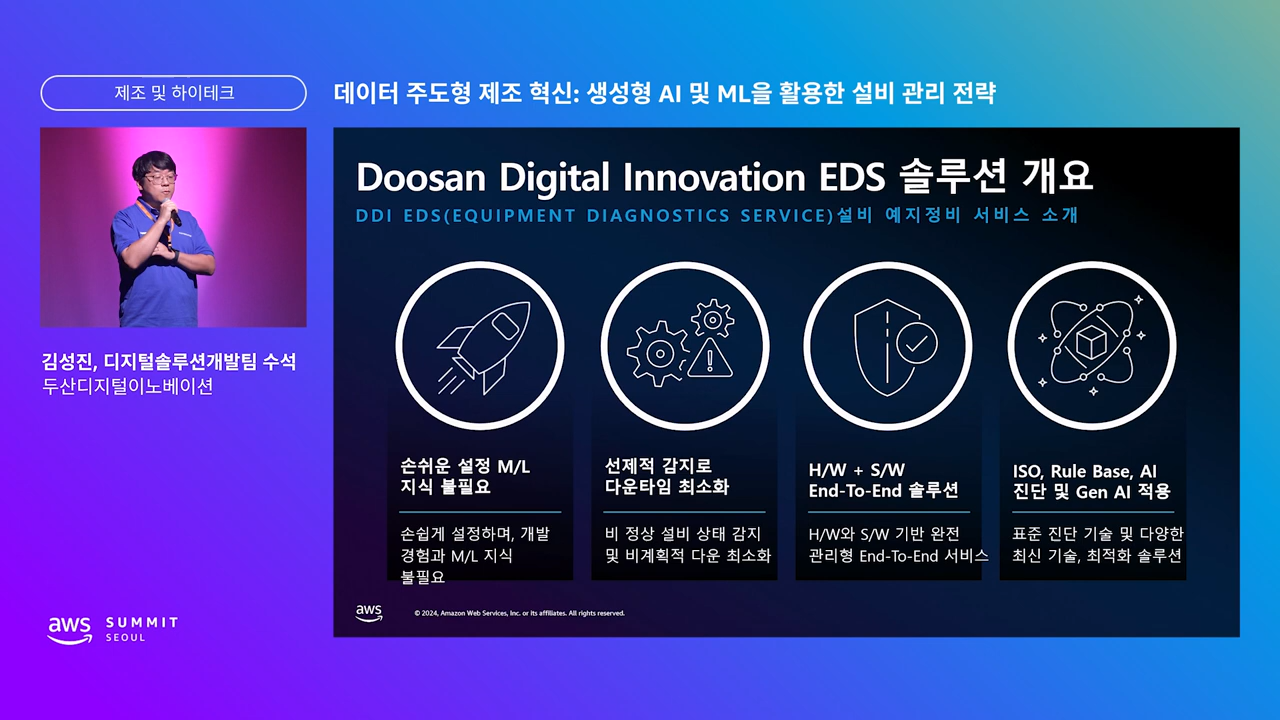 제조 및 하이테크
데이터 주도형 제조 혁신: 생성형 AI 및 ML을 활용한 설비 관리 전략
김성진, 디지털솔루션개발팀 수석
두산디지털이노베이션
aws SUMMIT
SEOUL
Doosan Digital Innovation EDS 솔루션 개요
DDI EDS(EQUIPMENT DIAGNOSTICS SERVICE)설비 예지정비 서비스 소개
손쉬운 설정 M/L
지식 불필요
손쉽게 설정하며, 개발
경험과 M/L 지식
불필요
선제적 감지로
다운타임 최소화
비 정상 설비 상태 감지
및 비계획적 다운 최소화
H/W + S/W
End-To-End 솔루션
H/W와 S/W 기반 완전
관리형 End-To-End 서비스
ISO, Rule Base, AI
진단 및 Gen AI 적용
표준 진단 기술 및 다양한
최신 기술, 최적화 솔루션
aws
© 2024, Amazon Web Services, Inc. or its affiliates. All rights reserved.